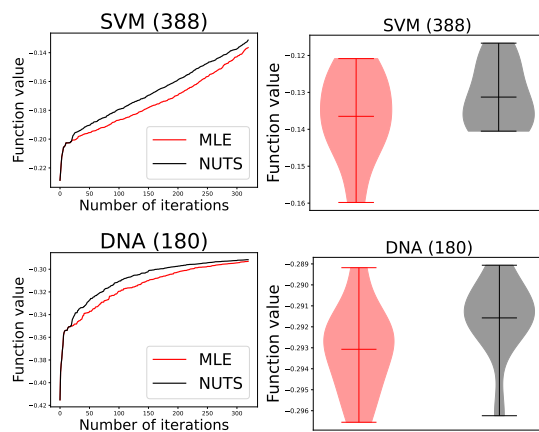 SVM (388)
Function value
−0.14
−0.16
−0.18
−0.20
−0.22
0 50 100 150 200 250 300
Number of iterations
MLE
NUTS
SVM (388)
Function value
−0.12
−0.13
−0.14
−0.15
−0.16
DNA (180)
Function value
−0.30
−0.32
−0.34
−0.36
−0.38
−0.40
−0.42
0 50 100 150 200 250 300
Number of iterations
MLE
NUTS
DNA (180)
Function value
−0.289
−0.290
−0.291
−0.292
−0.293
−0.294
−0.295
−0.296